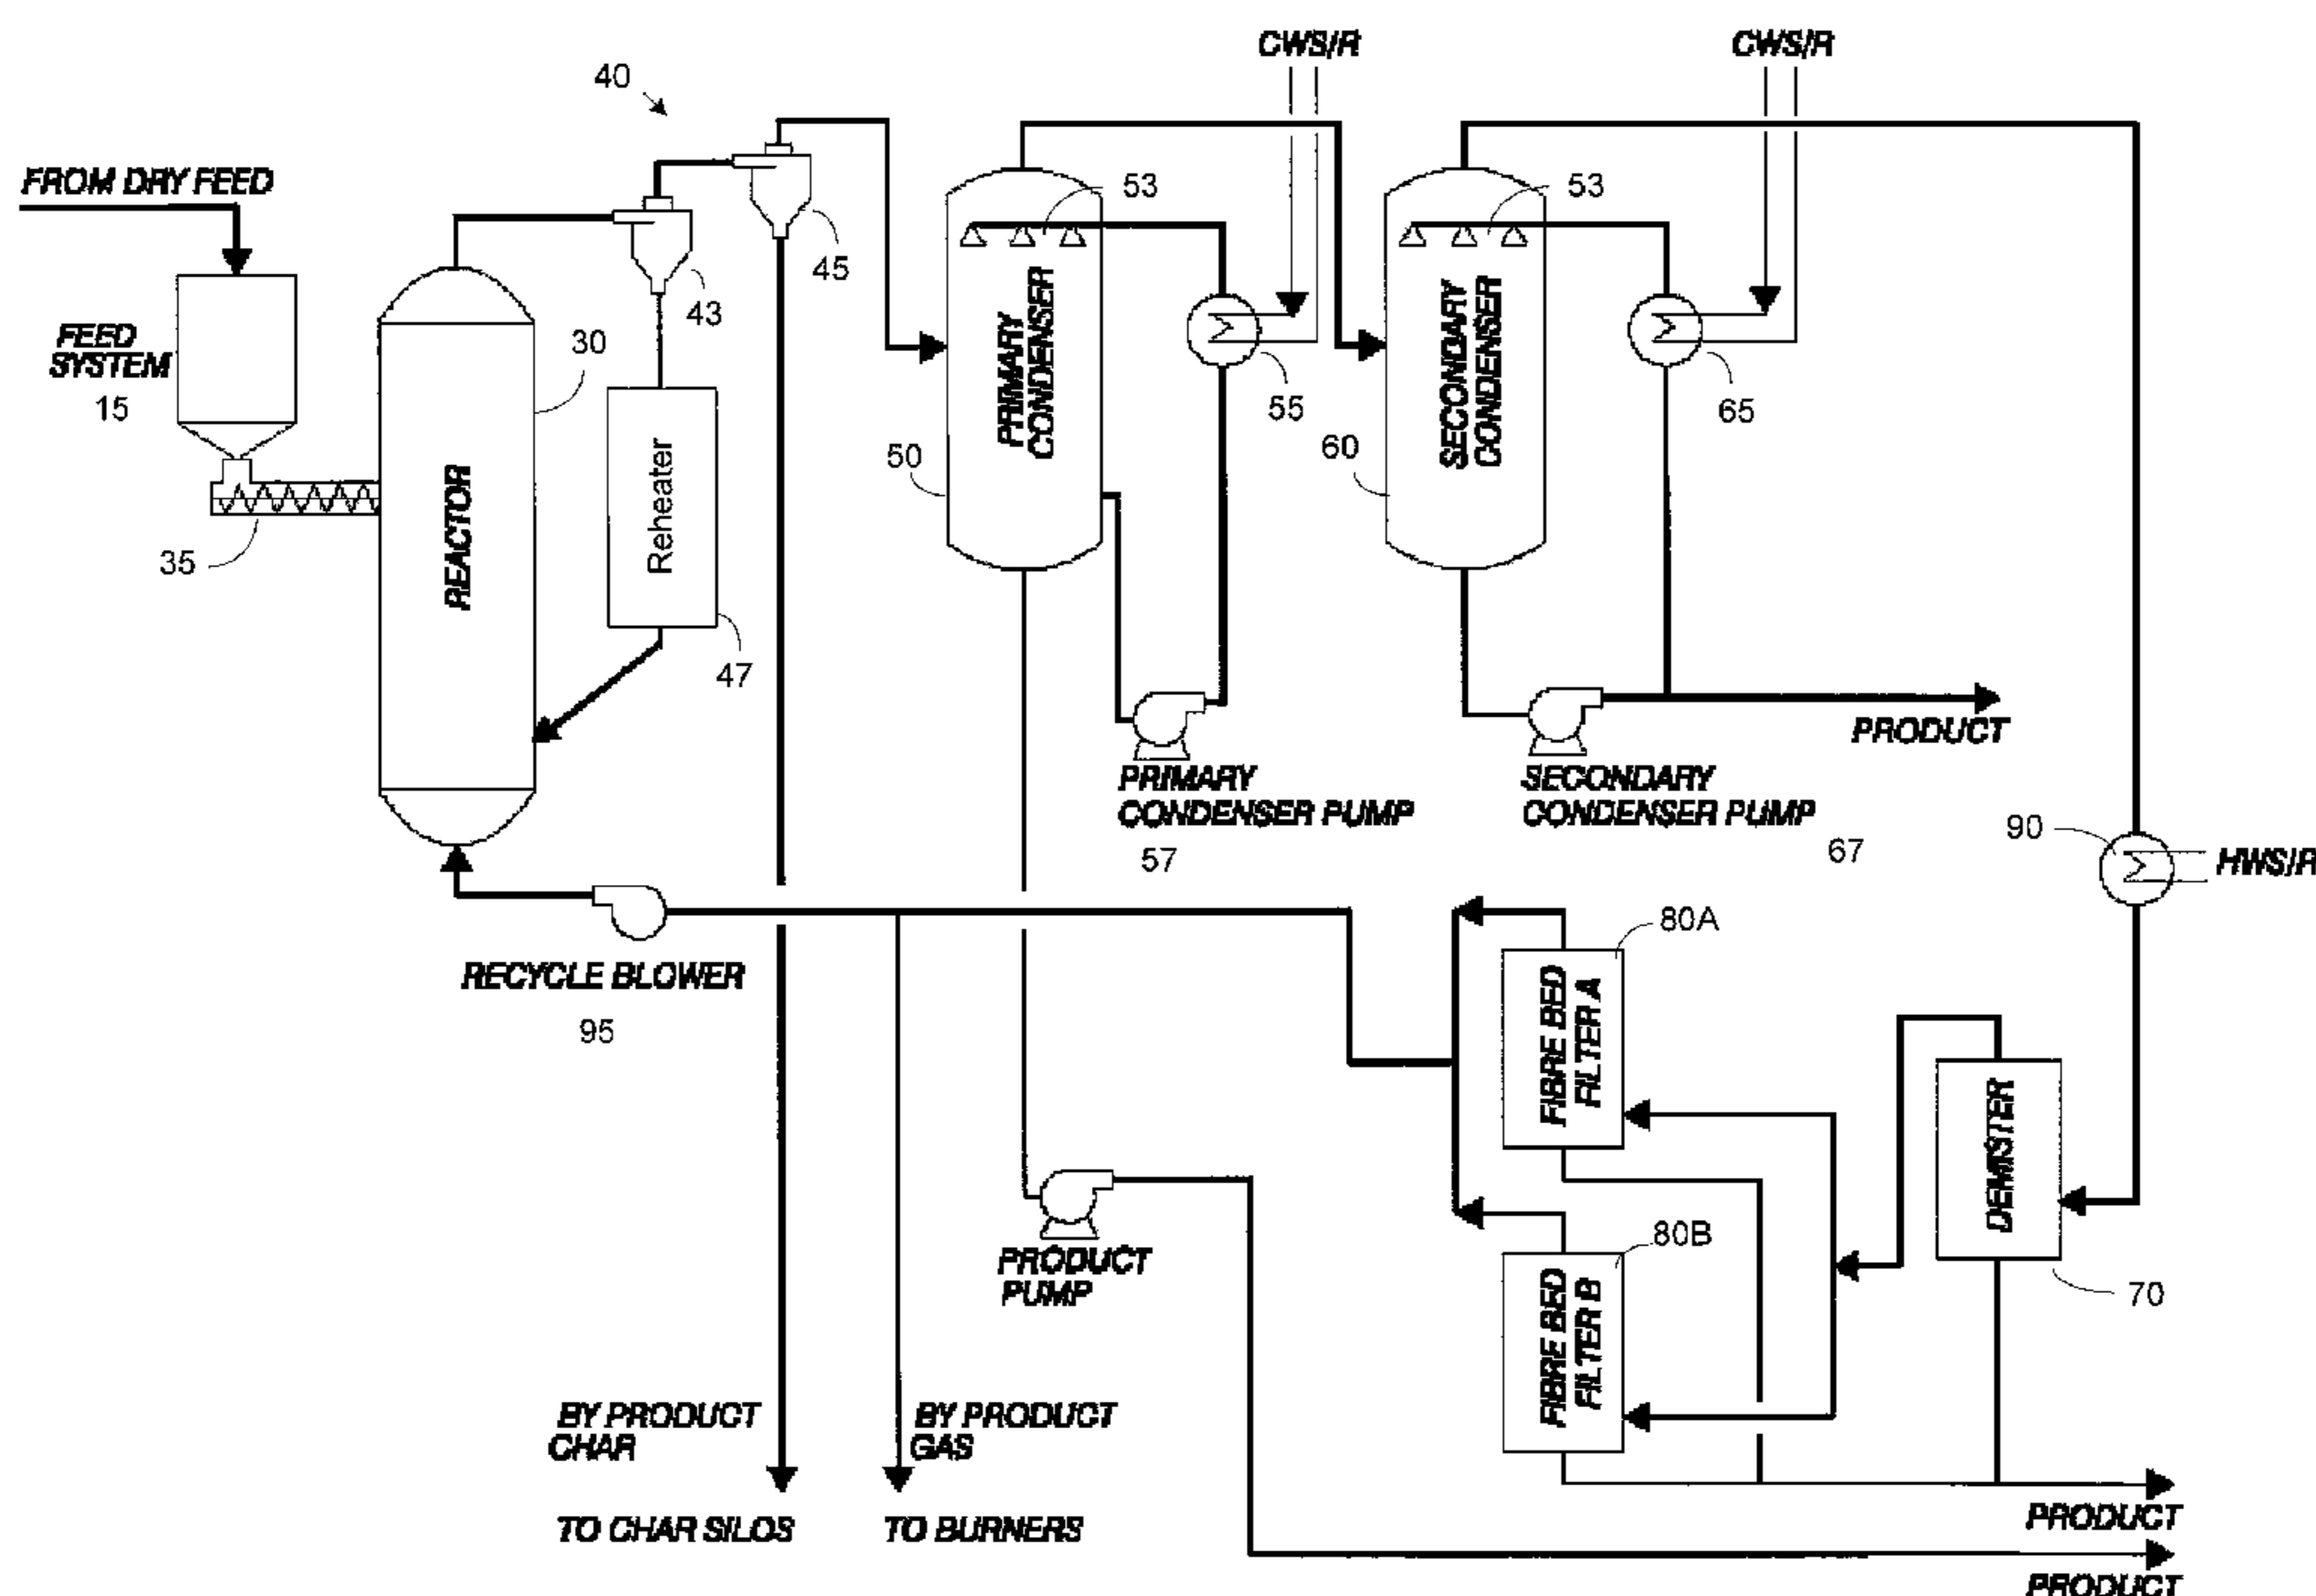 CWS/R
CWS/R
40
FROM DRY FEED
53
53
45
43
FEED
SYSTEM
15
30
PRIMARY
CONDENSER
SECONDARY
CONDENSER
55
65
50
60
REACTOR
Reheater
35
47
PRODUCT
PRIMARY
CONDENSER PUMP
57
SECONDARY
CONDENSER PUMP
67
90
HWS/R
80A
RECYCLE BLOWER
95
FIBRE BED
FILTER A
DEMISTER
80B
PRODUCT
PUMP
70
FIBRE BED
FILTER B
BY PRODUCT
CHAR
BY PRODUCT
GAS
TO CHAR SILOS
TO BURNERS
PRODUCT
PRODUCT